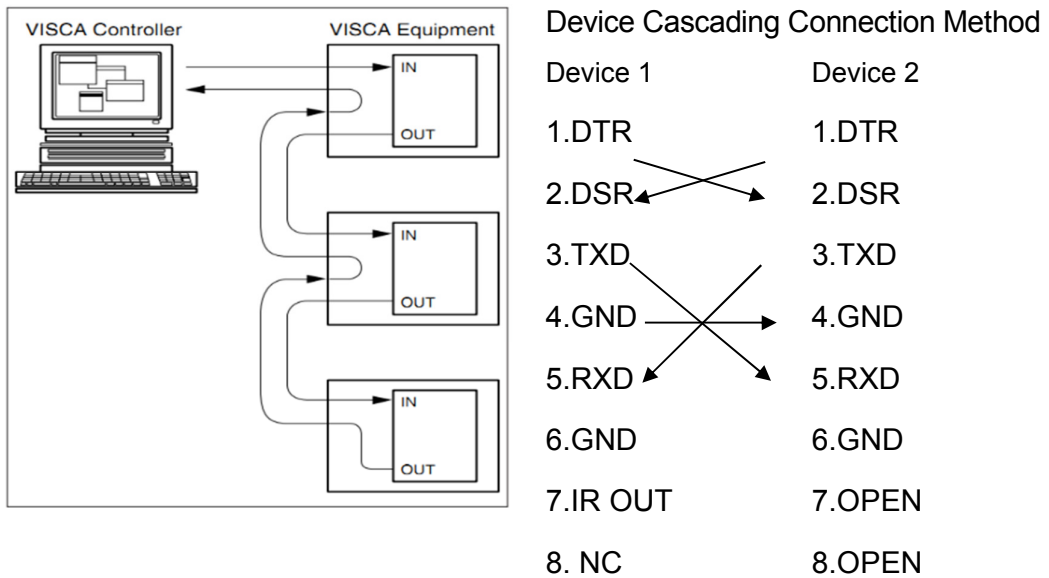 VISCA Controller
VISCA Equipment
IN
OUT
IN
OUT
IN
OUT
Device Cascading Connection Method
Device 1 Device 2
1.DTR 1.DTR
2.DSR 2.DSR
3.TXD 3.TXD
4.GND 4.GND
5.RXD 5.RXD
6.GND 6.GND
7.IR OUT 7.OPEN
8. NC 8.OPEN